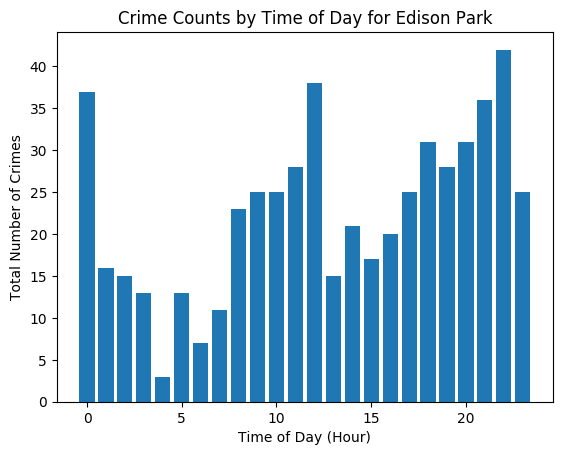 Crime Counts by Time of Day for Edison Park
Total Number of Crimes
40
35
30
25
20
15
10
5
0
0 5 10 15 20
Time of Day (Hour)